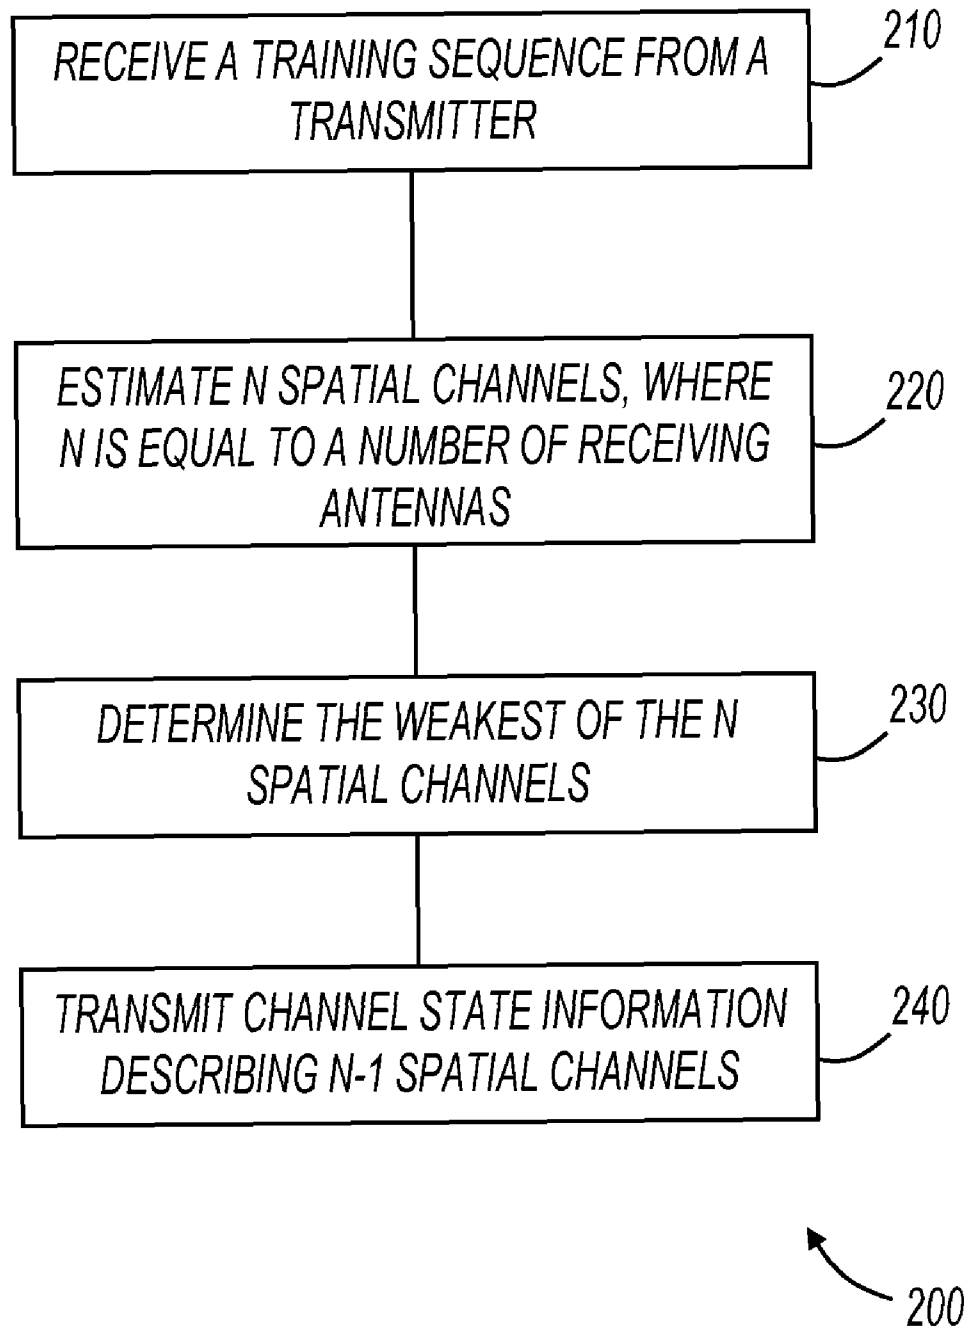 210
RECEIVE A TRAINING SEQUENCE FROM A
TRANSMITTER
220
ESTIMATE N SPATIAL CHANNELS, WHERE
N IS EQUAL TO A NUMBER OF RECEIVING
ANTENNAS
230
DETERMINE THE WEAKEST OF THE N
SPATIAL CHANNELS
240
TRANSMIT CHANNEL STATE INFORMATION
DESCRIBING N-1 SPATIAL CHANNELS
200